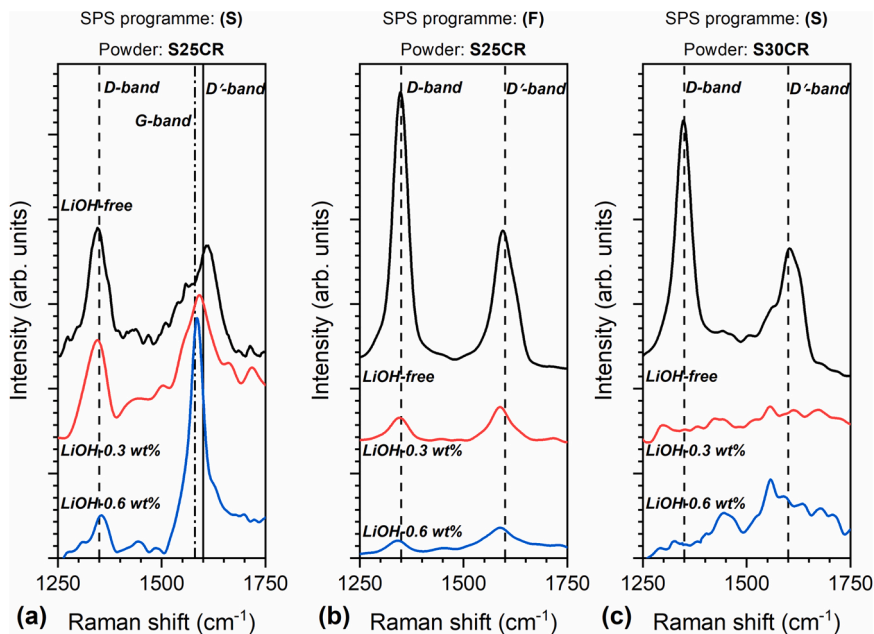 SPS programme: (S)
Powder: S25CR
D-band
D´-band
G-band
LiOH-free
LiOH-0.3 wt%
LiOH-0.6 wt%
Intensity (arb. units)
1250
1500
1750
(a)
Raman shift (cm⁻¹)
SPS programme: (F)
Powder: S25CR
D-band
D´-band
LiOH-free
LiOH-0.3 wt%
LiOH-0.6 wt%
Intensity (arb. units)
1250
1500
1750
(b)
Raman shift (cm⁻¹)
SPS programme: (S)
Powder: S30CR
D-band
D´-band
LiOH-free
LiOH-0.3 wt%
LiOH-0.6 wt%
Intensity (arb. units)
1250
1500
1750
(c)
Raman shift (cm⁻¹)